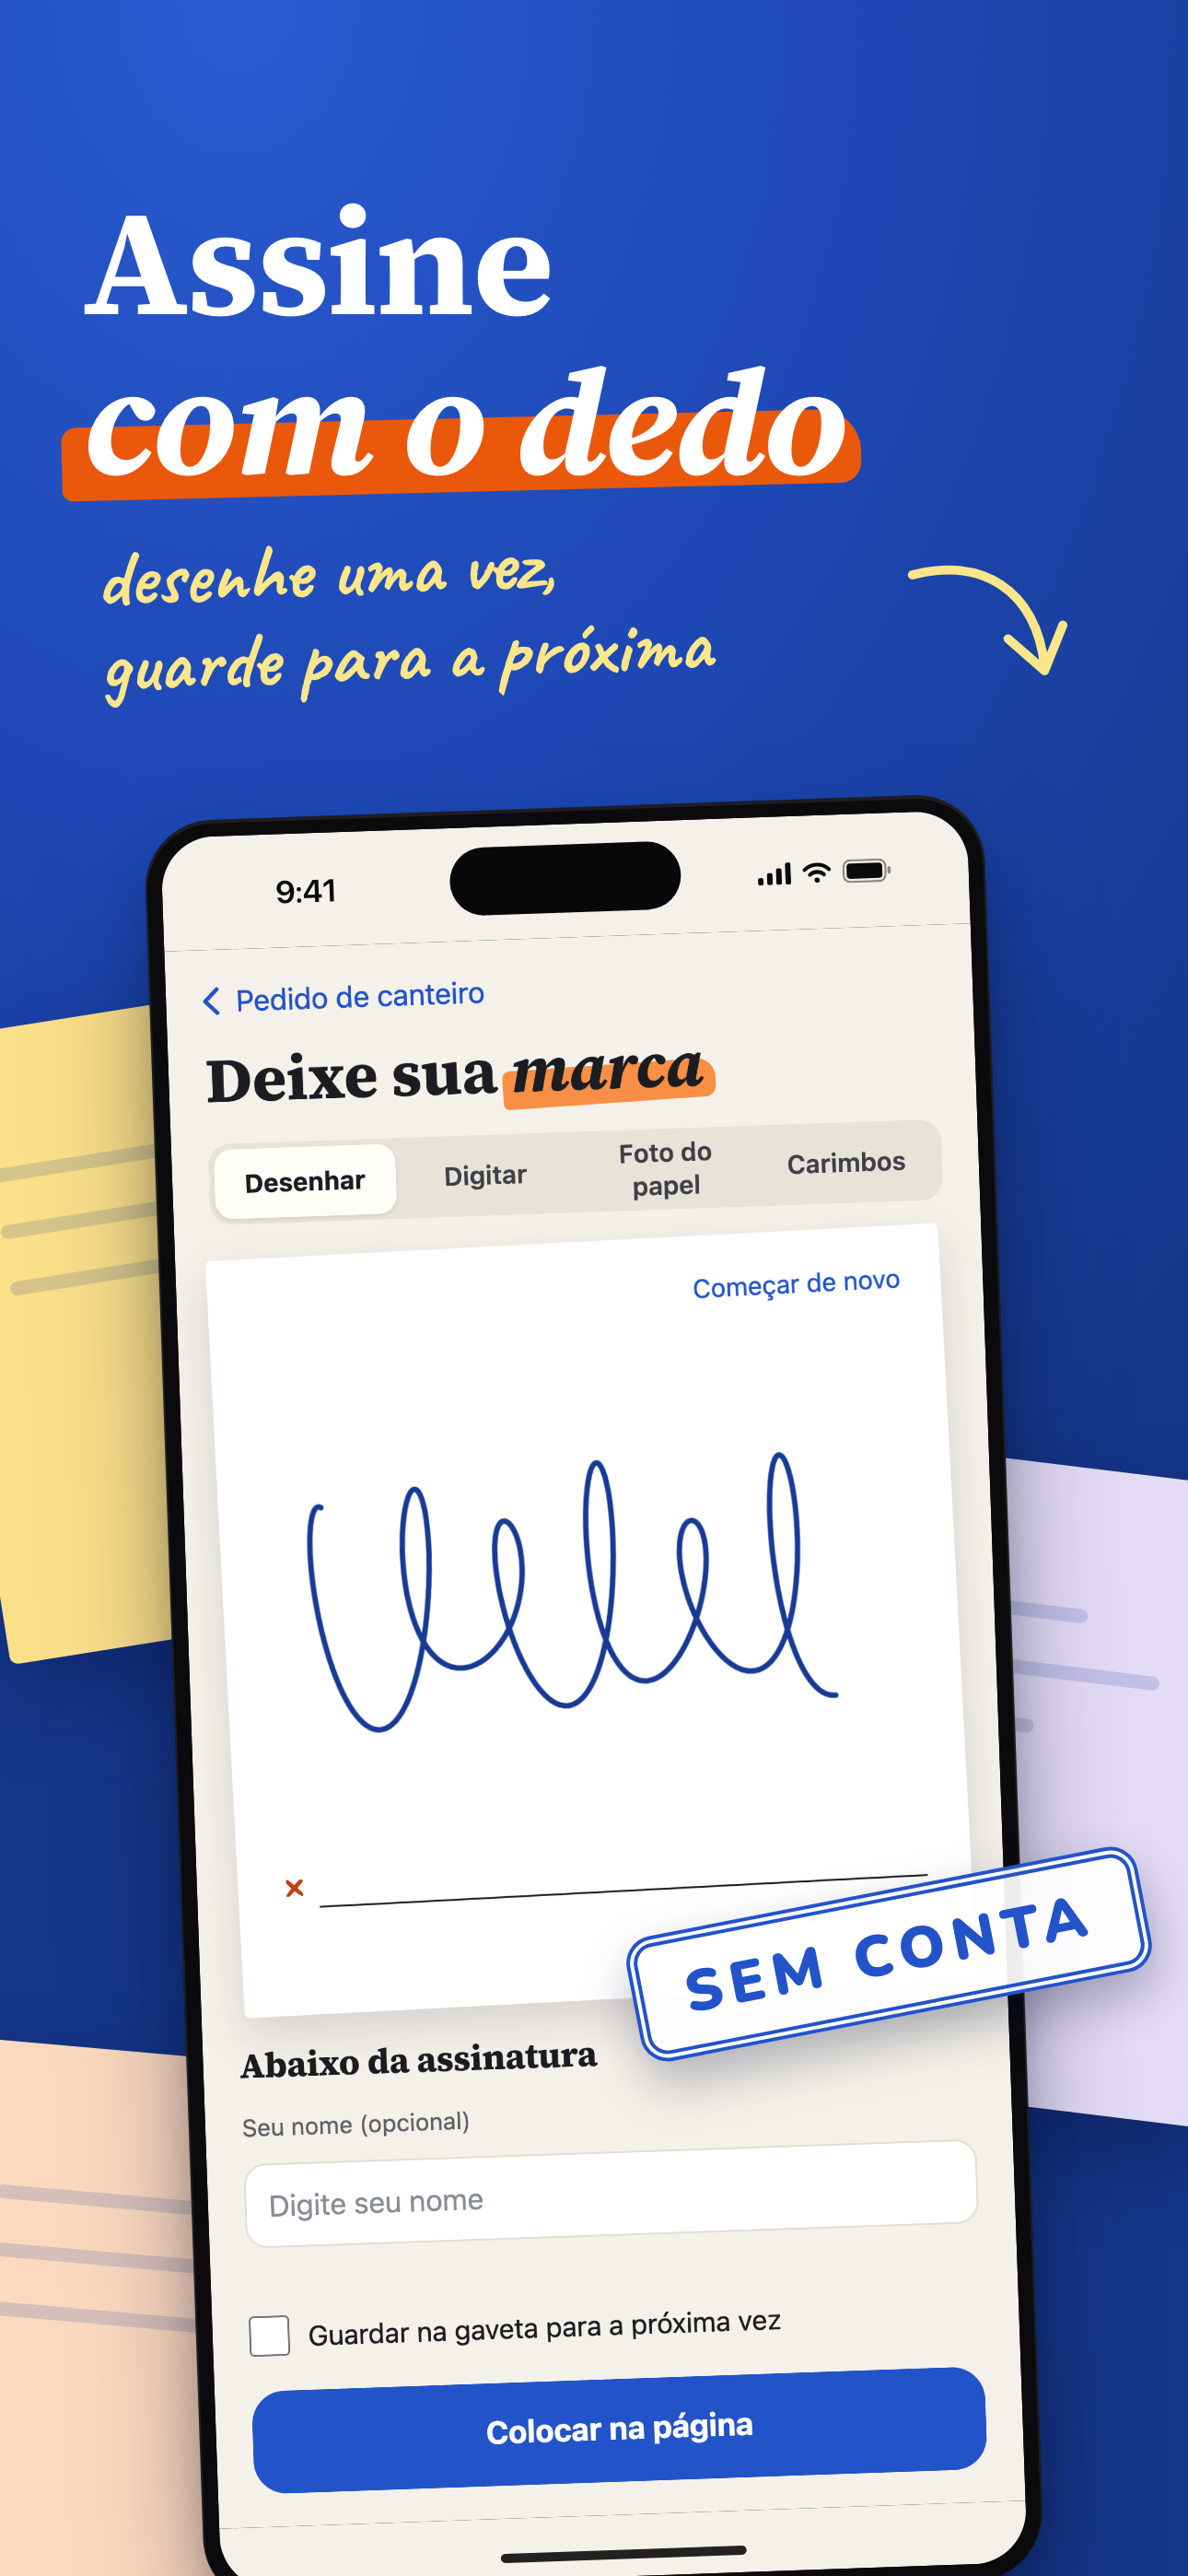 Assine
com o dedo
desenhe uma vez,
guarde para a próxima
9:41
Pedido de canteiro
Deixe sua marca
Desenhar
Digitar
Foto do
papel
Carimbos
Começar de novo
×
SEM CONTA
Abaixo da assinatura
Seu nome (opcional)
Digite seu nome
Guardar na gaveta para a próxima vez
Colocar na página